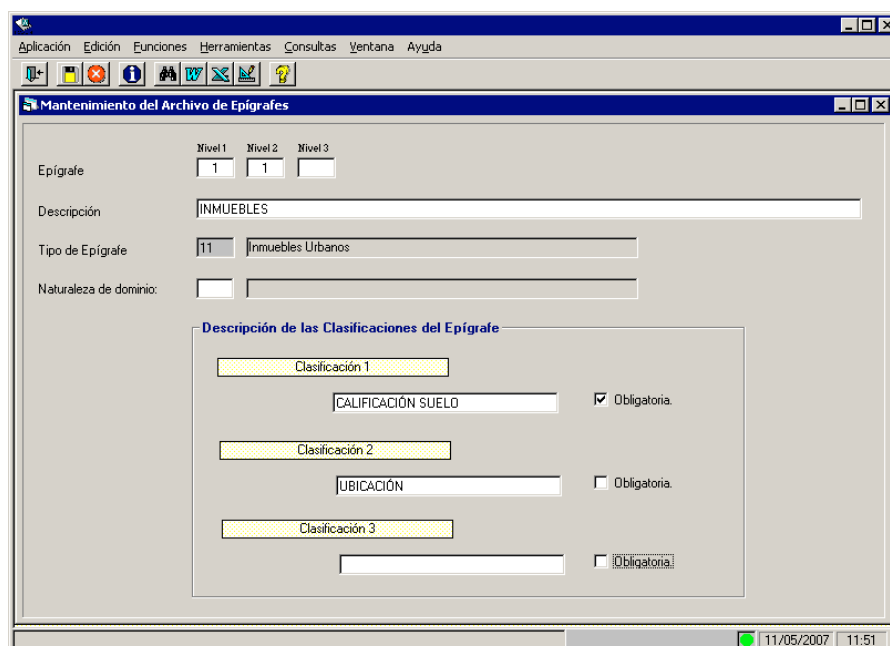 Aplicación Edición Funciones Herramientas Consultas Ventana Ayuda
Mantenimiento del Archivo de Epígrafes
Nivel 1 Nivel 2 Nivel 3
Epígrafe 1 1
Descripción INMUEBLES
Tipo de Epígrafe 11 Inmuebles Urbanos
Naturaleza de dominio:
Descripción de las Clasificaciones del Epígrafe
Clasificación 1
CALIFICACIÓN SUELO Obligatoria.
Clasificación 2
UBICACIÓN Obligatoria.
Clasificación 3
Obligatoria.
11/05/2007 11:51